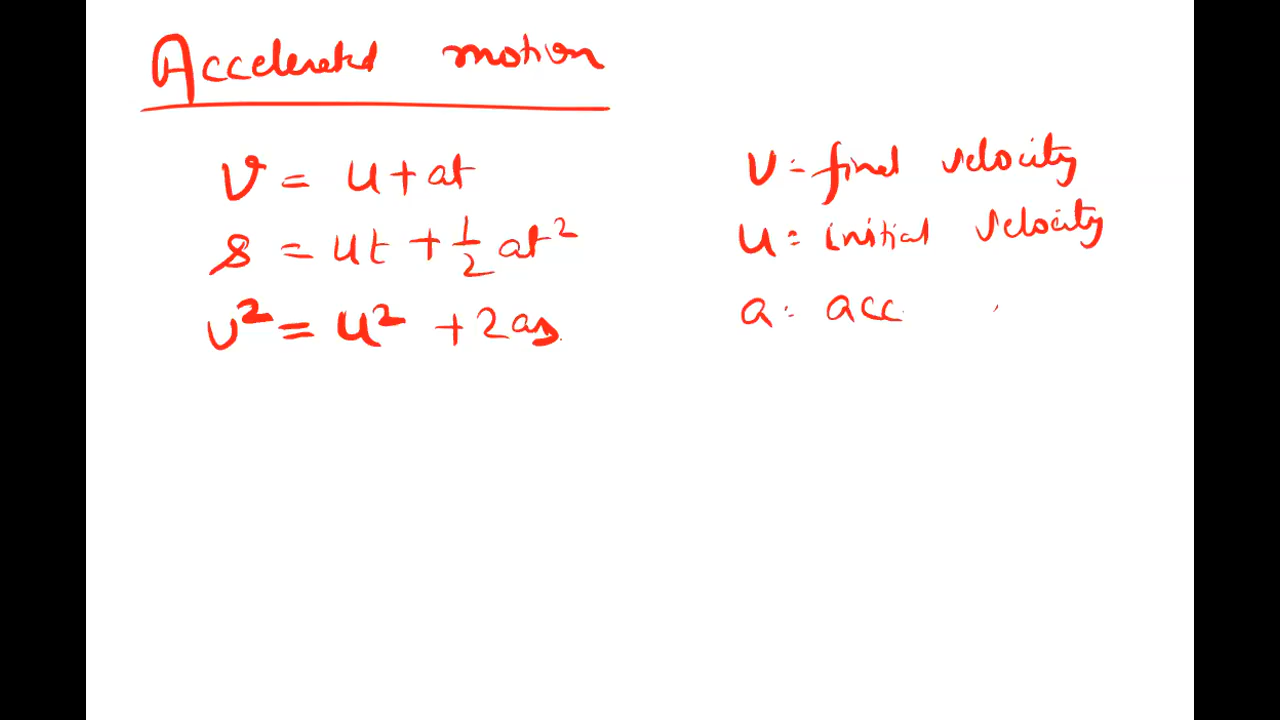 Accelerated motion
v = u + at
s = ut + 1/2 at²
v² = u² + 2as
v = final velocity
u = initial velocity
a = acc